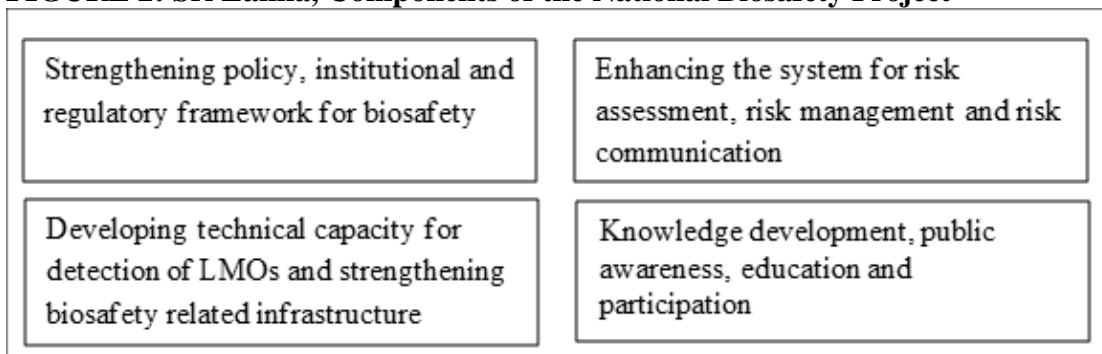 Strengthening policy, institutional and
regulatory framework for biosafety
Enhancing the system for risk
assessment, risk management and risk
communication
Developing technical capacity for
detection of LMOs and strengthening
biosafety related infrastructure
Knowledge development, public
awareness, education and
participation